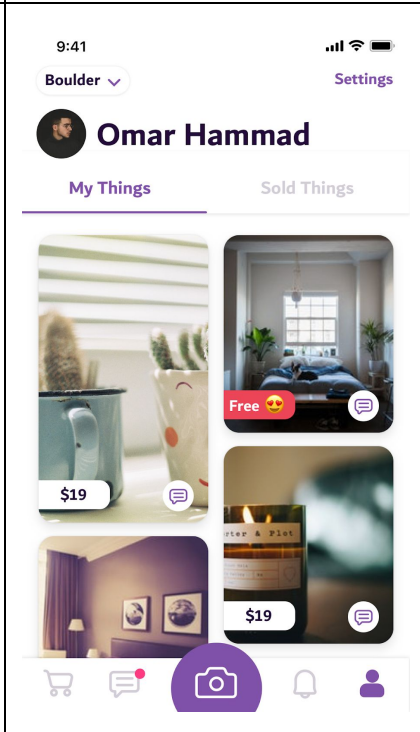 9:41
Boulder
Settings
Omar Hammad
My Things
Sold Things
Free 😍
$19
rter & Plot
$19